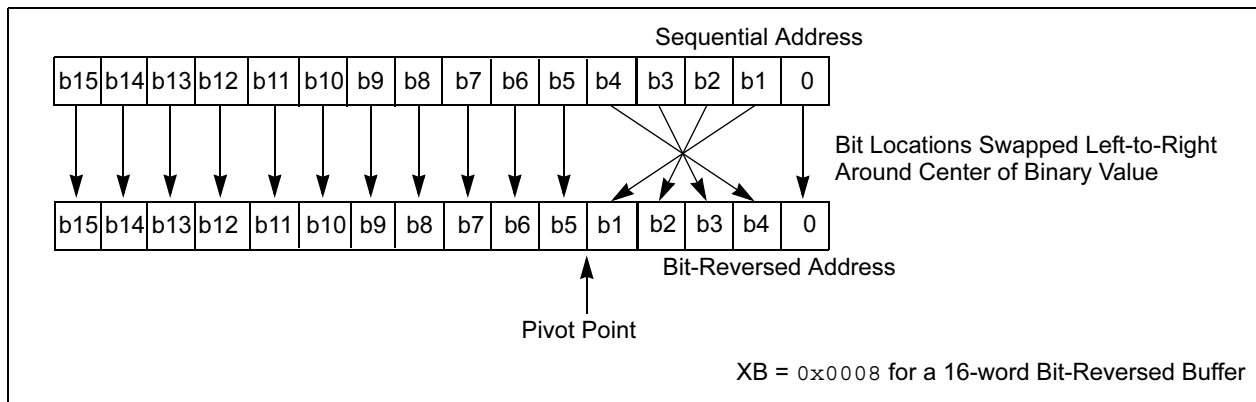 Sequential Address
b15 b14 b13 b12 b11 b10 b9 b8 b7 b6 b5 b4 b3 b2 b1 0
Bit Locations Swapped Left-to-Right
Around Center of Binary Value
b15 b14 b13 b12 b11 b10 b9 b8 b7 b6 b5 b1 b2 b3 b4 0
Bit-Reversed Address
Pivot Point
XB = 0x0008 for a 16-word Bit-Reversed Buffer